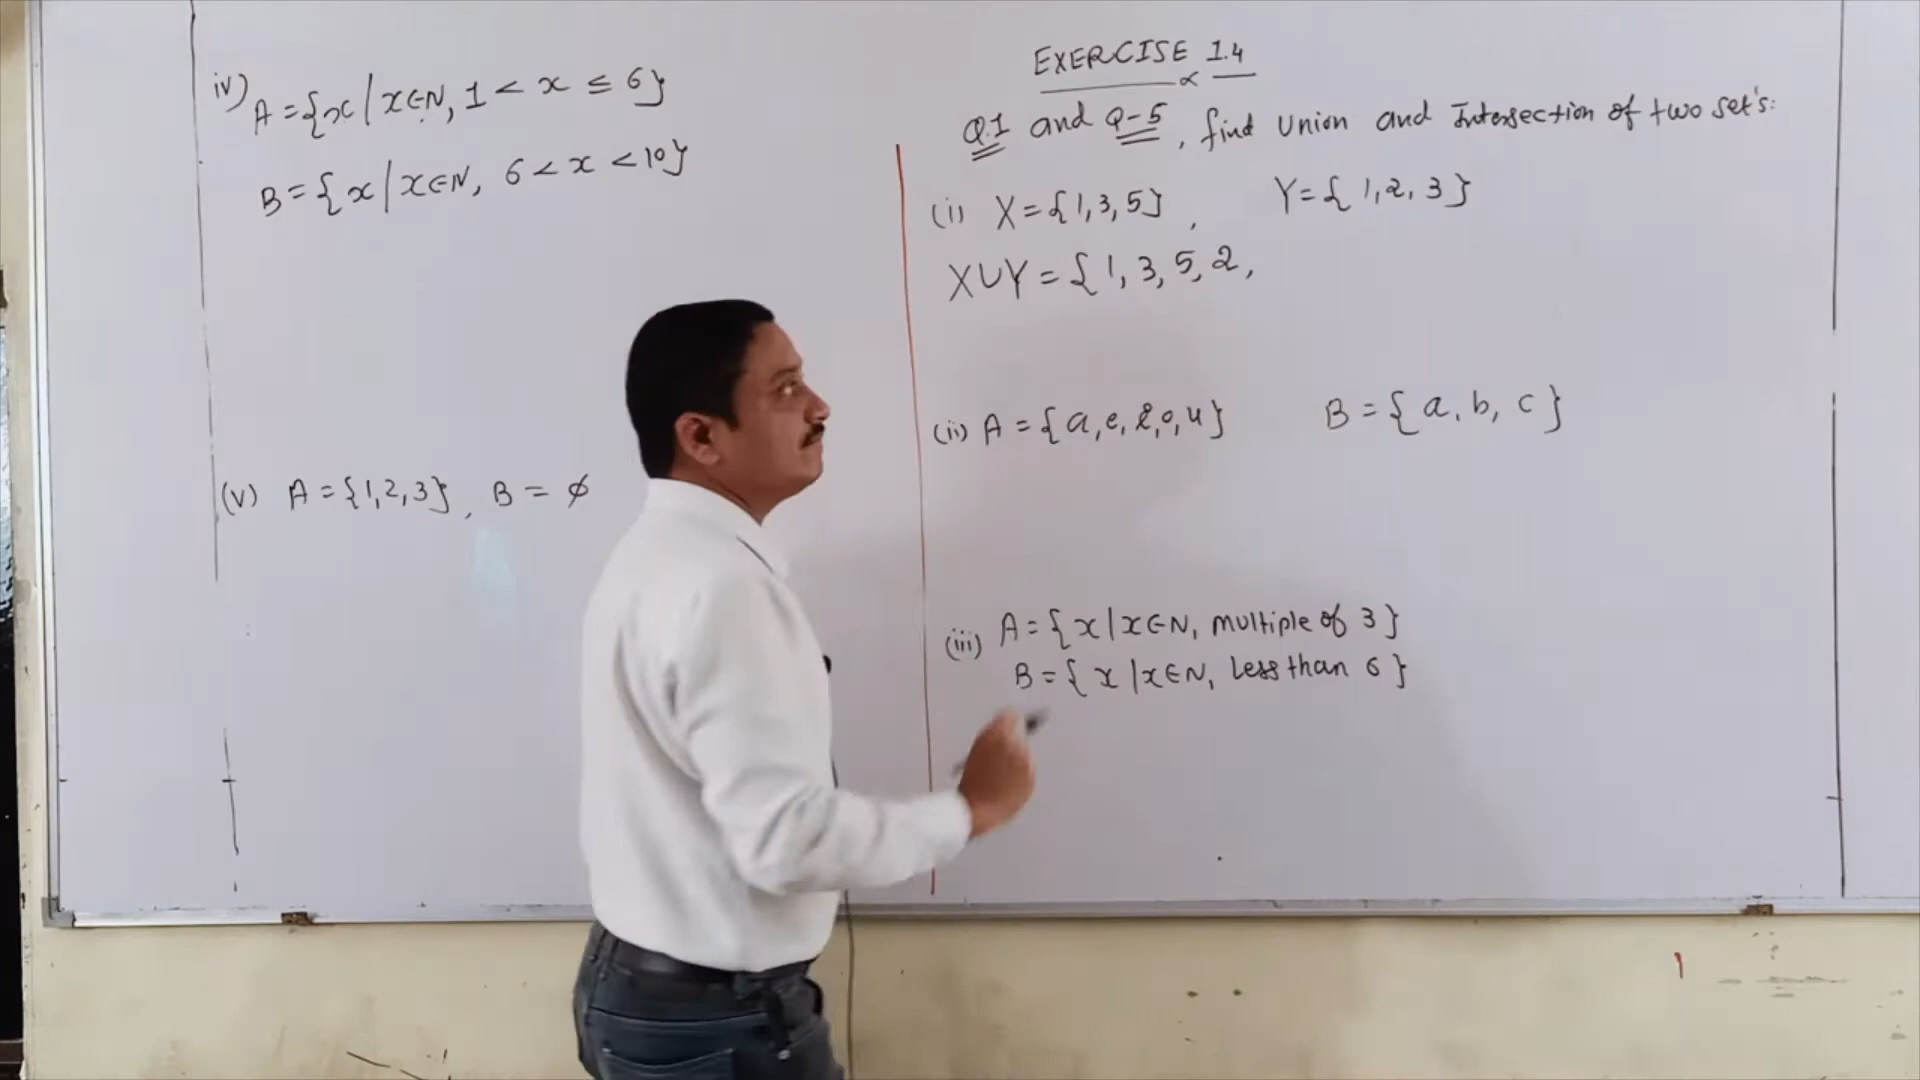 EXERCISE 1.4
Q.1 and Q-5, find Union and Intersection of two set's:
(i) X={1,3,5}, Y={1,2,3}
X∪Y={1,3,5,2,
(ii) A={a,e,i,o,u} B={a,b,c}
(iii) A={x/x∈N, multiple of 3}
B={x/x∈N, Less than 6}
iv) A={x/x∈N, 1<x≤6}
B={x/x∈N, 6<x<10}
(v) A={1,2,3}, B=ϕ